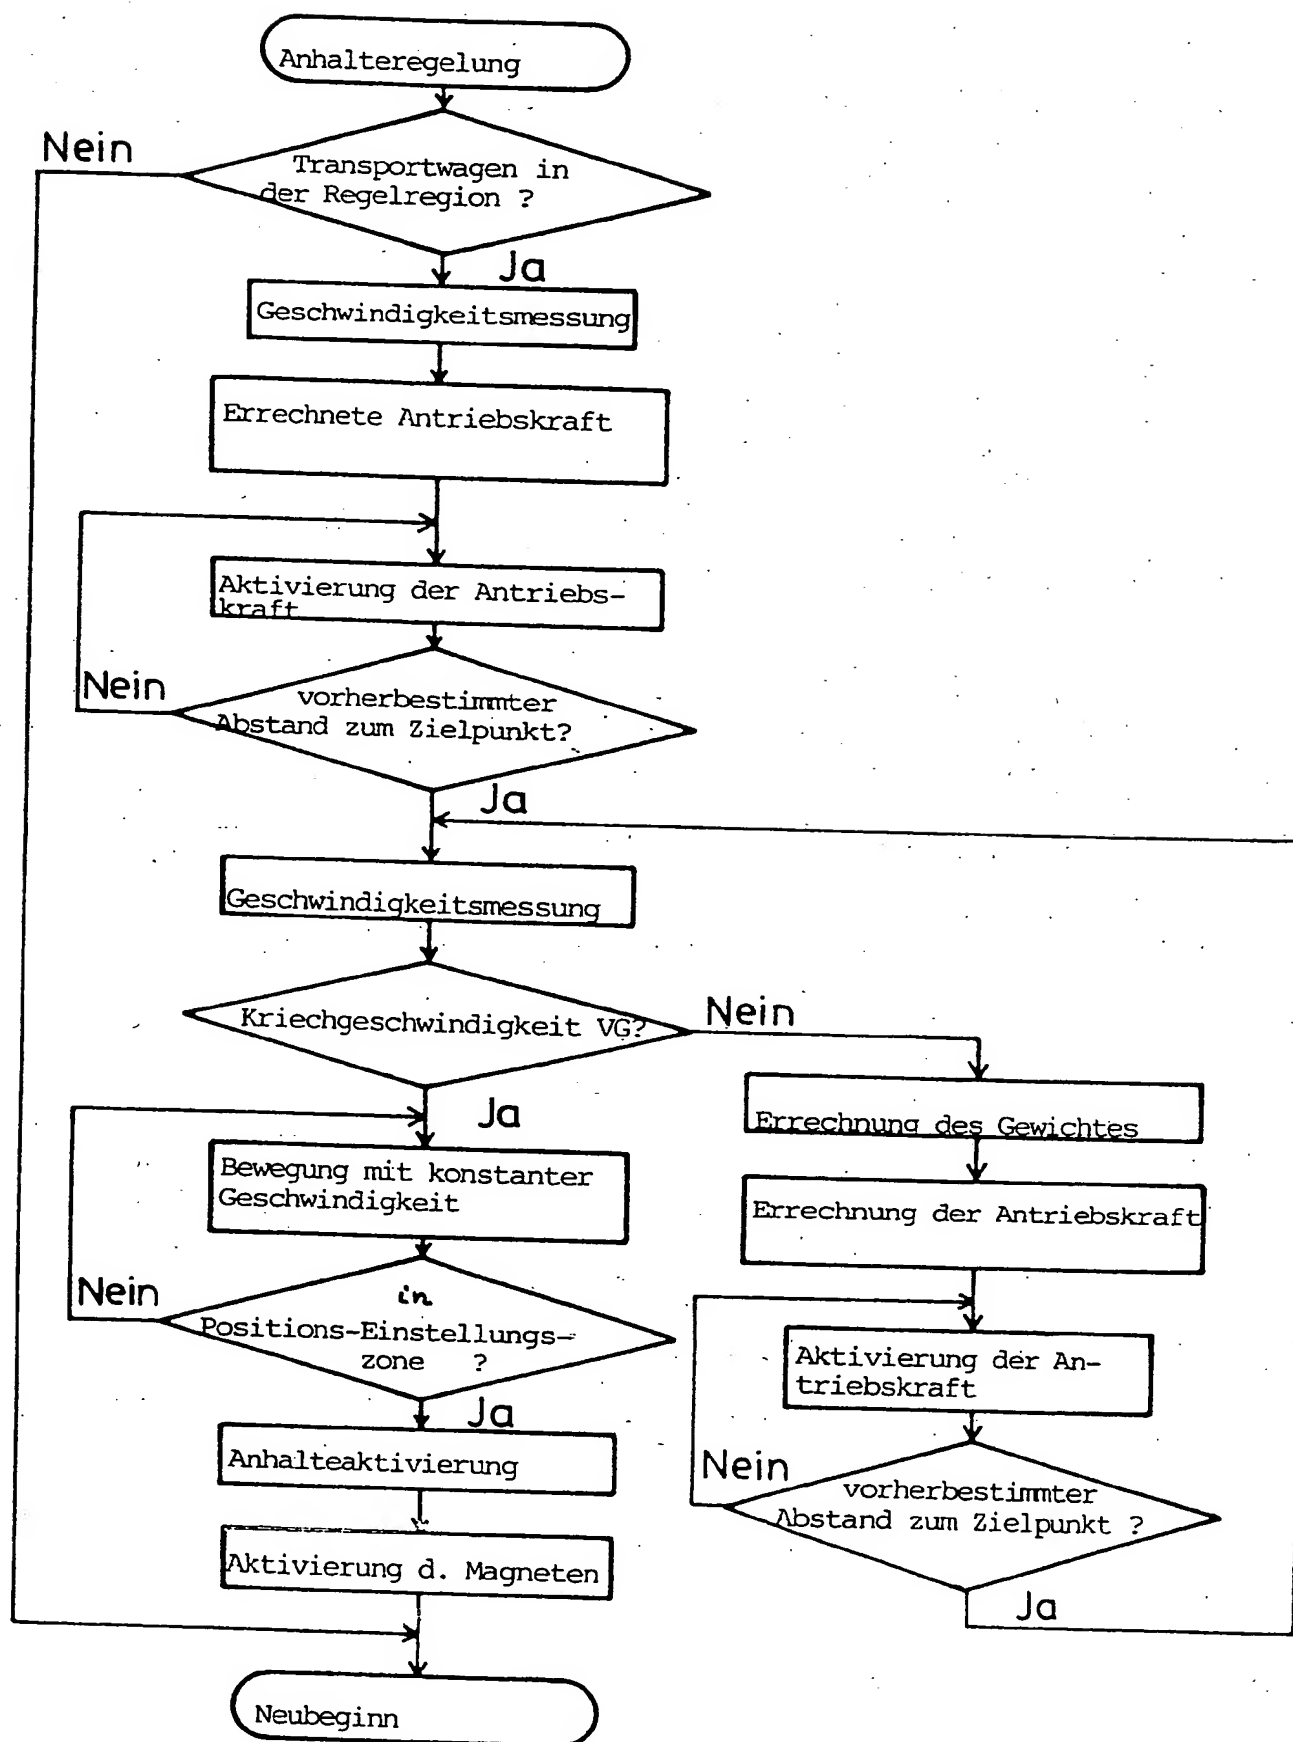 Anhalteregelung
Nein
Transportwagen in
der Regelregion ?
Ja
Geschwindigkeitsmessung
Errechnete Antriebskraft
Aktivierung der Antriebs-
kraft
Nein
vorherbestimmter
Abstand zum Zielpunkt?
Ja
Geschwindigkeitsmessung
Kriechgeschwindigkeit VG?
Nein
Ja
Bewegung mit konstanter
Geschwindigkeit
Nein
in
Positions-Einstellungs-
zone ?
Ja
Anhalteaktivierung
Aktivierung d. Magneten
Neubeginn
Errechnung des Gewichtes
Errechnung der Antriebskraft
Aktivierung der An-
triebskraft
Nein
vorherbestimmter
Abstand zum Zielpunkt ?
Ja